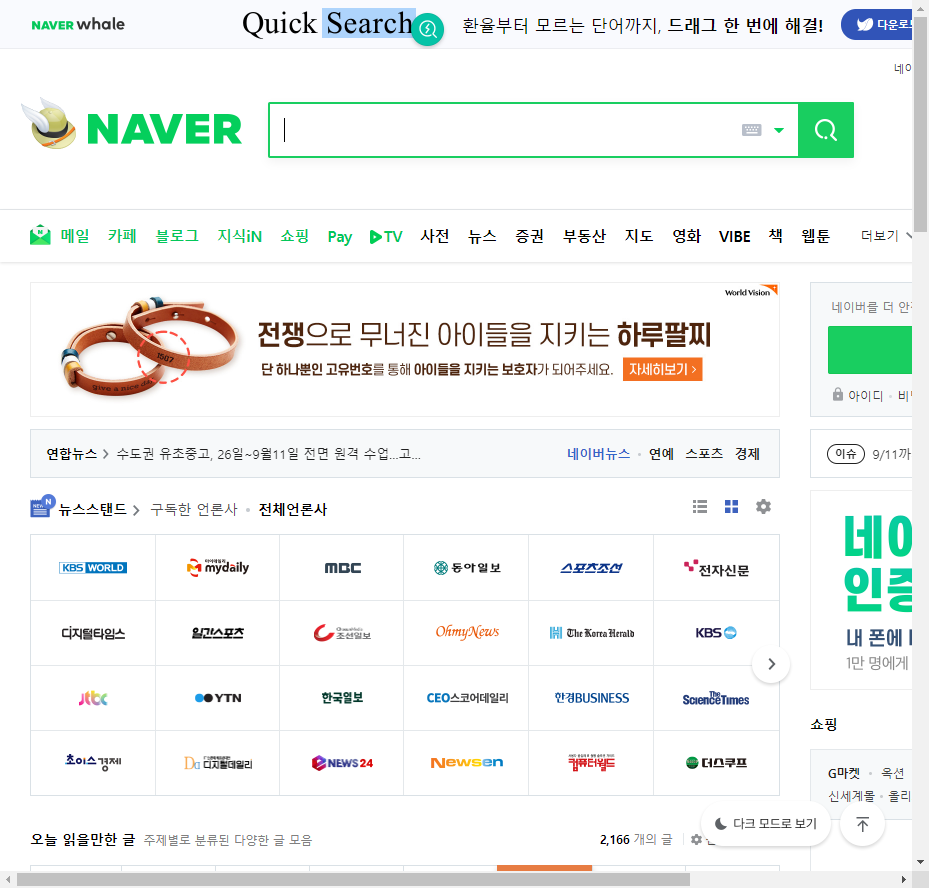 NAVER whale
Quick Search
환율부터 모르는 단어까지, 드래그 한 번에 해결!
다운로
네이
NAVER
메일 카페 블로그 지식iN 쇼핑 Pay TV 사전 뉴스 증권 부동산 지도 영화 VIBE 책 웹툰 더보기
World Vision
전쟁으로 무너진 아이들을 지키는 하루팔찌
단 하나뿐인 고유번호를 통해 아이들을 지키는 보호자가 되어주세요. 자세히보기 >
1507
give a nice da
네이버를 더 안전
아이디 · 비밀
연합뉴스 > 수도권 유초중고, 26일~9월11일 전면 원격 수업...고...
네이버뉴스 · 연예 스포츠 경제
이슈 9/11까
NEW N
뉴스스탠드 > 구독한 언론사 · 전체언론사
KBS WORLD 마이데일리 mydaily MBC 동아일보 스포츠조선 전자신문
디지털타임스 일간스포츠 조선일보 OhmyNews The Korea Herald KBS
jtbc YTN 한국일보 CEO스코어데일리 한경BUSINESS The ScienceTimes
초이스경제 디지털데일리 NEWS24 Newsen 컴퓨터월드 더스쿠프
네이
인증
내 폰에
1만 명에게
쇼핑
G마켓 · 옥션
신세계몰 · 올리
다크 모드로 보기
오늘 읽을만한 글 주제별로 분류된 다양한 글 모음
2,166 개의 글